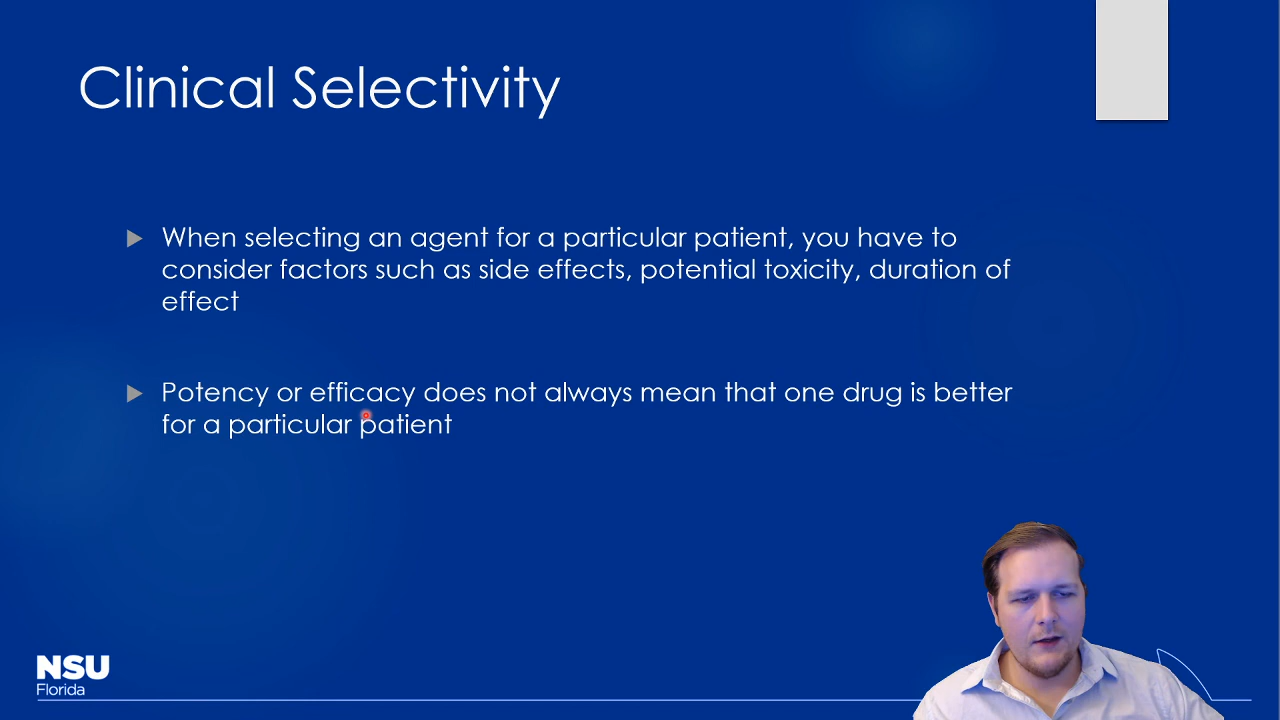 Clinical Selectivity
When selecting an agent for a particular patient, you have to
consider factors such as side effects, potential toxicity, duration of
effect
Potency or efficacy does not always mean that one drug is better
for a particular patient
NSU
Florida